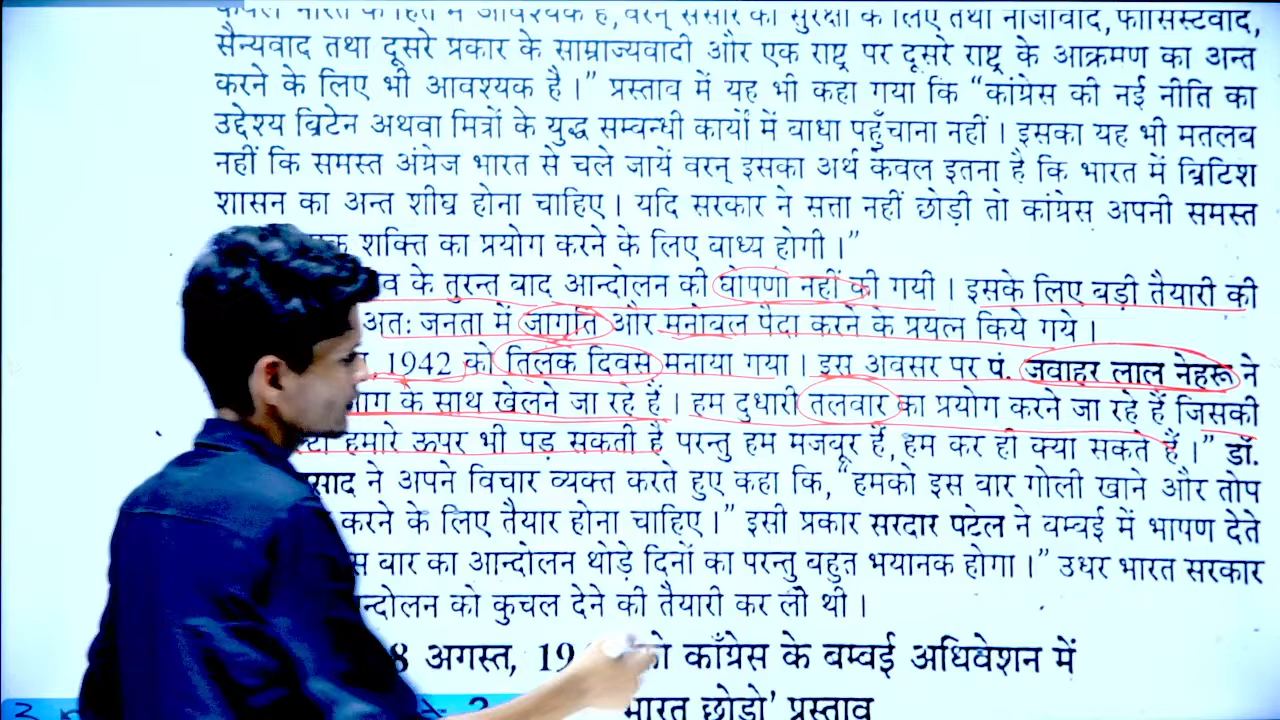 आवश्यक है, वरन् संसार की सुरक्षा के लिए तथा नाजीवाद, फासिस्टवाद,
सैन्यवाद तथा दूसरे प्रकार के साम्राज्यवादी और एक राष्ट्र पर दूसरे राष्ट्र के आक्रमण का अन्त
करने के लिए भी आवश्यक है।” प्रस्ताव में यह भी कहा गया कि “कांग्रेस की नई नीति का
उद्देश्य ब्रिटेन अथवा मित्रों के युद्ध सम्बन्धी कार्यों में बाधा पहुँचाना नहीं। इसका यह भी मतलब
नहीं कि समस्त अंग्रेज भारत से चले जायें वरन् इसका अर्थ केवल इतना है कि भारत में ब्रिटिश
शासन का अन्त शीघ्र होना चाहिए। यदि सरकार ने सत्ता नहीं छोड़ी तो कांग्रेस अपनी समस्त
शक्ति का प्रयोग करने के लिए बाध्य होगी।”
के तुरन्त बाद आन्दोलन की घोषणा नहीं की गयी। इसके लिए बड़ी तैयारी की
अतः जनता में जागृति और मनोबल पैदा करने के प्रयत्न किये गये।
1942 को तिलक दिवस मनाया गया। इस अवसर पर पं. जवाहर लाल नेहरू ने
के साथ खेलने जा रहे हैं। हम दुधारी तलवार का प्रयोग करने जा रहे हैं जिसकी
हमारे ऊपर भी पड़ सकती है परन्तु हम मजबूर हैं, हम कर ही क्या सकते हैं।” डॉ.
ने अपने विचार व्यक्त करते हुए कहा कि, “हमको इस बार गोली खाने और तोप
करने के लिए तैयार होना चाहिए।” इसी प्रकार सरदार पटेल ने बम्बई में भाषण देते
बार का आन्दोलन थोड़े दिनों का परन्तु बहुत भयानक होगा।” उधर भारत सरकार
को कुचल देने की तैयारी कर ली थी।
8 अगस्त, को काँग्रेस के बम्बई अधिवेशन में
भारत छोड़ो' प्रस्ताव